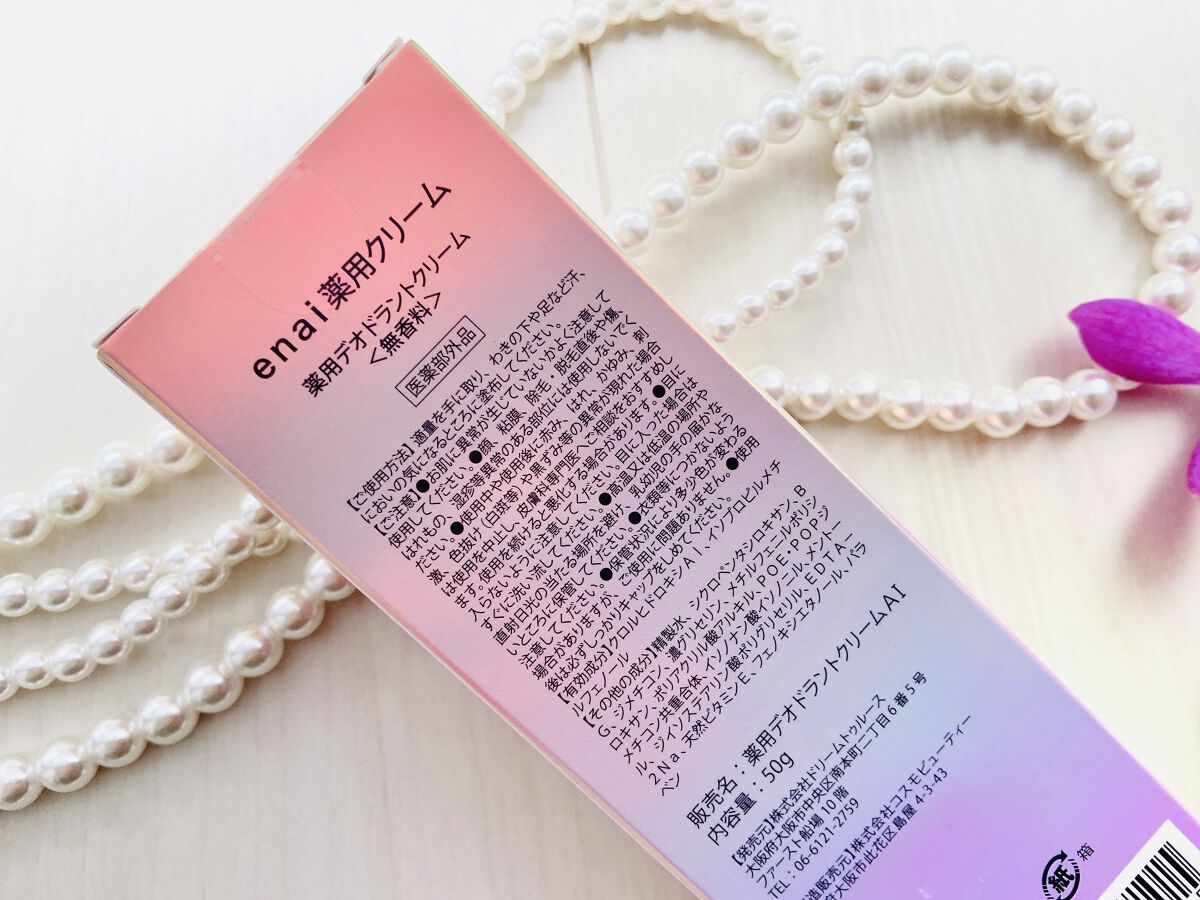 enai薬用クリーム
薬用デオドラントクリーム
<無香料>
医薬部外品
【ご使用方法】適量を手に取り、わきの下や足など汗、
においの気になるところに塗布してください。
【ご注意】●お肌に異常が生じていないかよく注意して
使用してください。●顔、粘膜、除毛・脱毛直後や傷
はれもの、湿疹等異常のある部位には使用しないでく
ださい。●使用中や使用後に赤み、はれ、かゆみ、刺
激、色抜け(白斑等)や黒ずみ等の異常が現れた場合
は使用を中止し、皮膚科専門医へご相談をおすすめし
ます。使用を続けると悪化する場合があります。●目に
入らないように注意してください。目に入った場合は
すぐに洗い流してください。●高温又は低温の場所や
直射日光の当たる場所を避け、乳幼児の手の届かな
いところに保管してください。●衣類等につかないよう
注意してください。●保管状況により多少色が変わる
場合がありますが、ご使用に問題ありません。●使用
後は必ずしっかりキャップをしめてください。
【有効成分】クロルヒドロキシAI、イソプロピルメチ
ルフェノール
【その他の成分】精製水、シクロペンタシロキサン、B
G、ジメチコン、濃グリセリン、メチルフェニルポリシ
ロキサン、ポリアクリル酸アルキル、POE・POPジ
メチコン共重合体、イソノナン酸イソノニル、メントー
ル、ジイソステアリン酸ポリグリセリル、EDTA-
2Na、天然ビタミンE、フェノキシエタノール、パラ
ベン
販売名:薬用デオドラントクリームAI
内容量:50g
【発売元】株式会社ドリームトゥルース
大阪府大阪市中央区南本町二丁目6番5号
ファースト船場10階
TEL:06-6121-2759
造販売元】株式会社コスモビューティー
府大阪市此花区島屋 4-3-43
紙 箱